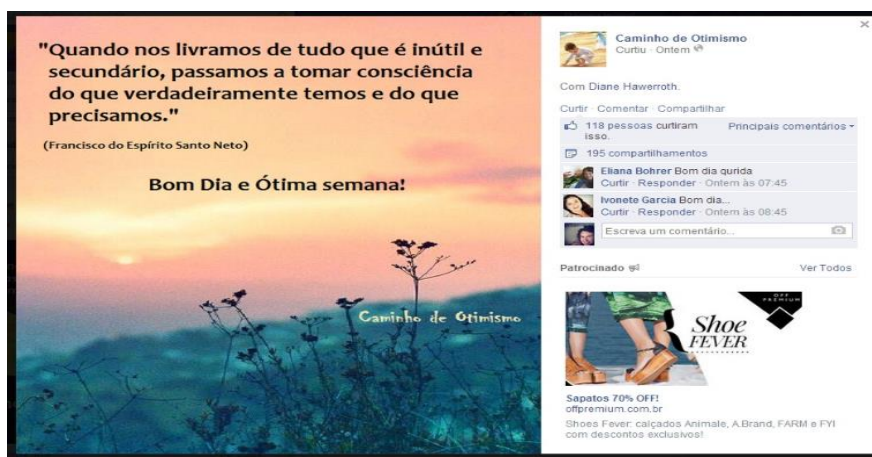 "Quando nos livramos de tudo que é inútil e
secundário, passamos a tomar consciência
do que verdadeiramente temos e do que
precisamos."
(Francisco do Espírito Santo Neto)
Bom Dia e Ótima semana!
Caminho de Otimismo
Caminho de Otimismo
Curtiu · Ontem
Com Diane Hawerroth.
Curtir · Comentar · Compartilhar
118 pessoas curtiram
isso.
Principais comentários
195 compartilhamentos
Eliana Bohrer Bom dia qurida
Curtir · Responder · Ontem às 07:45
Ivonete Garcia Bom dia...
Curtir · Responder · Ontem às 08:45
Escreva um comentário...
Patrocinado
Ver Todos
OFF
PREMIUM
Shoe
FEVER
Sapatos 70% OFF!
offpremium.com.br
Shoes Fever: calçados Animale, A.Brand, FARM e FYI
com descontos exclusivos!